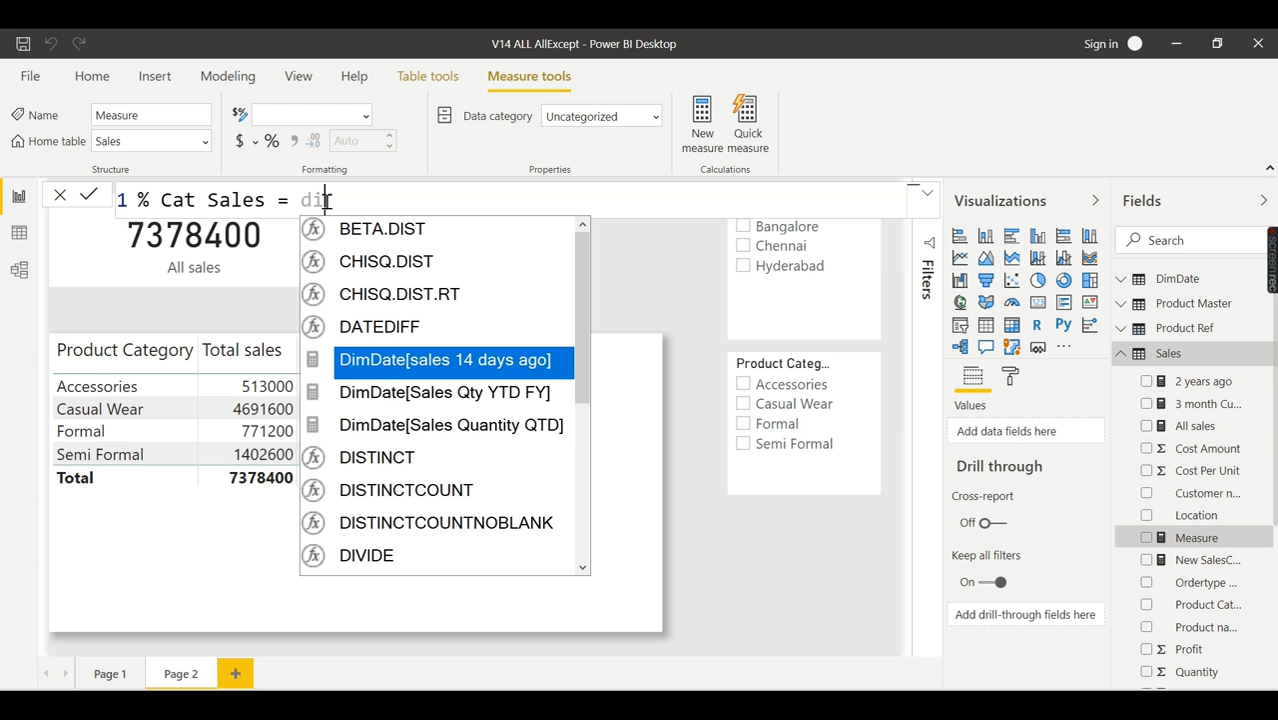 V14 ALL AllExcept - Power BI Desktop
Sign in
File Home Insert Modeling View Help Table tools Measure tools
Name Measure
Home table Sales
Structure
$ % 9 Auto
Formatting
Data category Uncategorized
Properties
New measure
Quick measure
Calculations
1 % Cat Sales = di
BETA.DIST
CHISQ.DIST
CHISQ.DIST.RT
DATEDIFF
DimDate[sales 14 days ago]
DimDate[Sales Qty YTD FY]
DimDate[Sales Quantity QTD]
DISTINCT
DISTINCTCOUNT
DISTINCTCOUNTNOBLANK
DIVIDE
7378400
All sales
Product Category Total sales
Accessories 513000
Casual Wear 4691600
Formal 771200
Semi Formal 1402600
Total 7378400
Bangalore
Chennai
Hyderabad
Product Categ...
Accessories
Casual Wear
Formal
Semi Formal
Filters
Visualizations
R Py
Values
Add data fields here
Drill through
Cross-report
Off
Keep all filters
On
Add drill-through fields here
Fields
Search
DimDate
Product Master
Product Ref
Sales
2 years ago
3 month Cu...
All sales
Cost Amount
Cost Per Unit
Customer n...
Location
Measure
New SalesC...
Ordertype ...
Product Cat...
Product na...
Profit
Quantity
screenrec
Page 1
Page 2